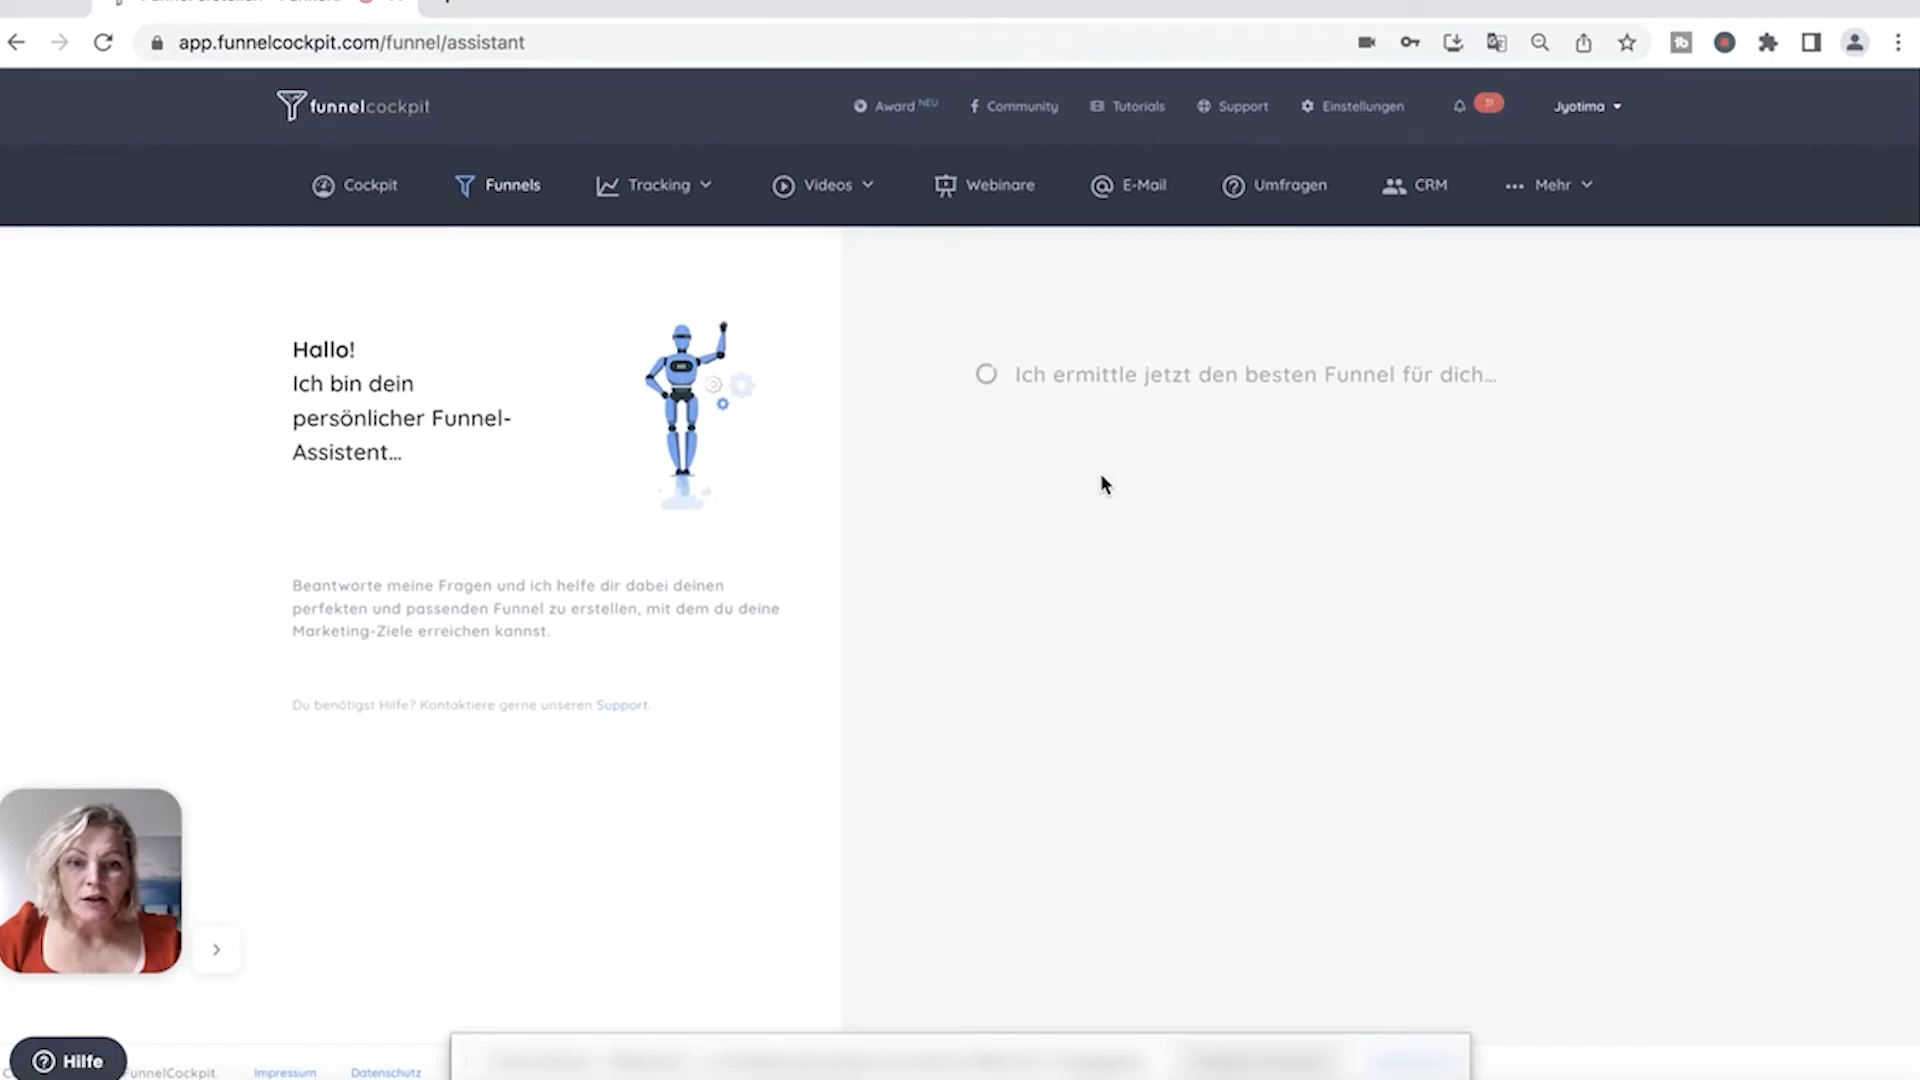 app.funnelcockpit.com/funnel/assistant
funnelcockpit
Award NEU
Community
Tutorials
Support
Einstellungen
31
Jyotima
Cockpit
Funnels
Tracking
Videos
Webinare
E-Mail
Umfragen
CRM
Mehr
Hallo!
Ich bin dein
persönlicher Funnel-
Assistent...
Ich ermittle jetzt den besten Funnel für dich...
Beantworte meine Fragen und ich helfe dir dabei deinen
perfekten und passenden Funnel zu erstellen, mit dem du deine
Marketing-Ziele erreichen kannst.
Du benötigst Hilfe? Kontaktiere gerne unseren Support.
Hilfe
FunnelCockpit.
Impressum
Datenschutz